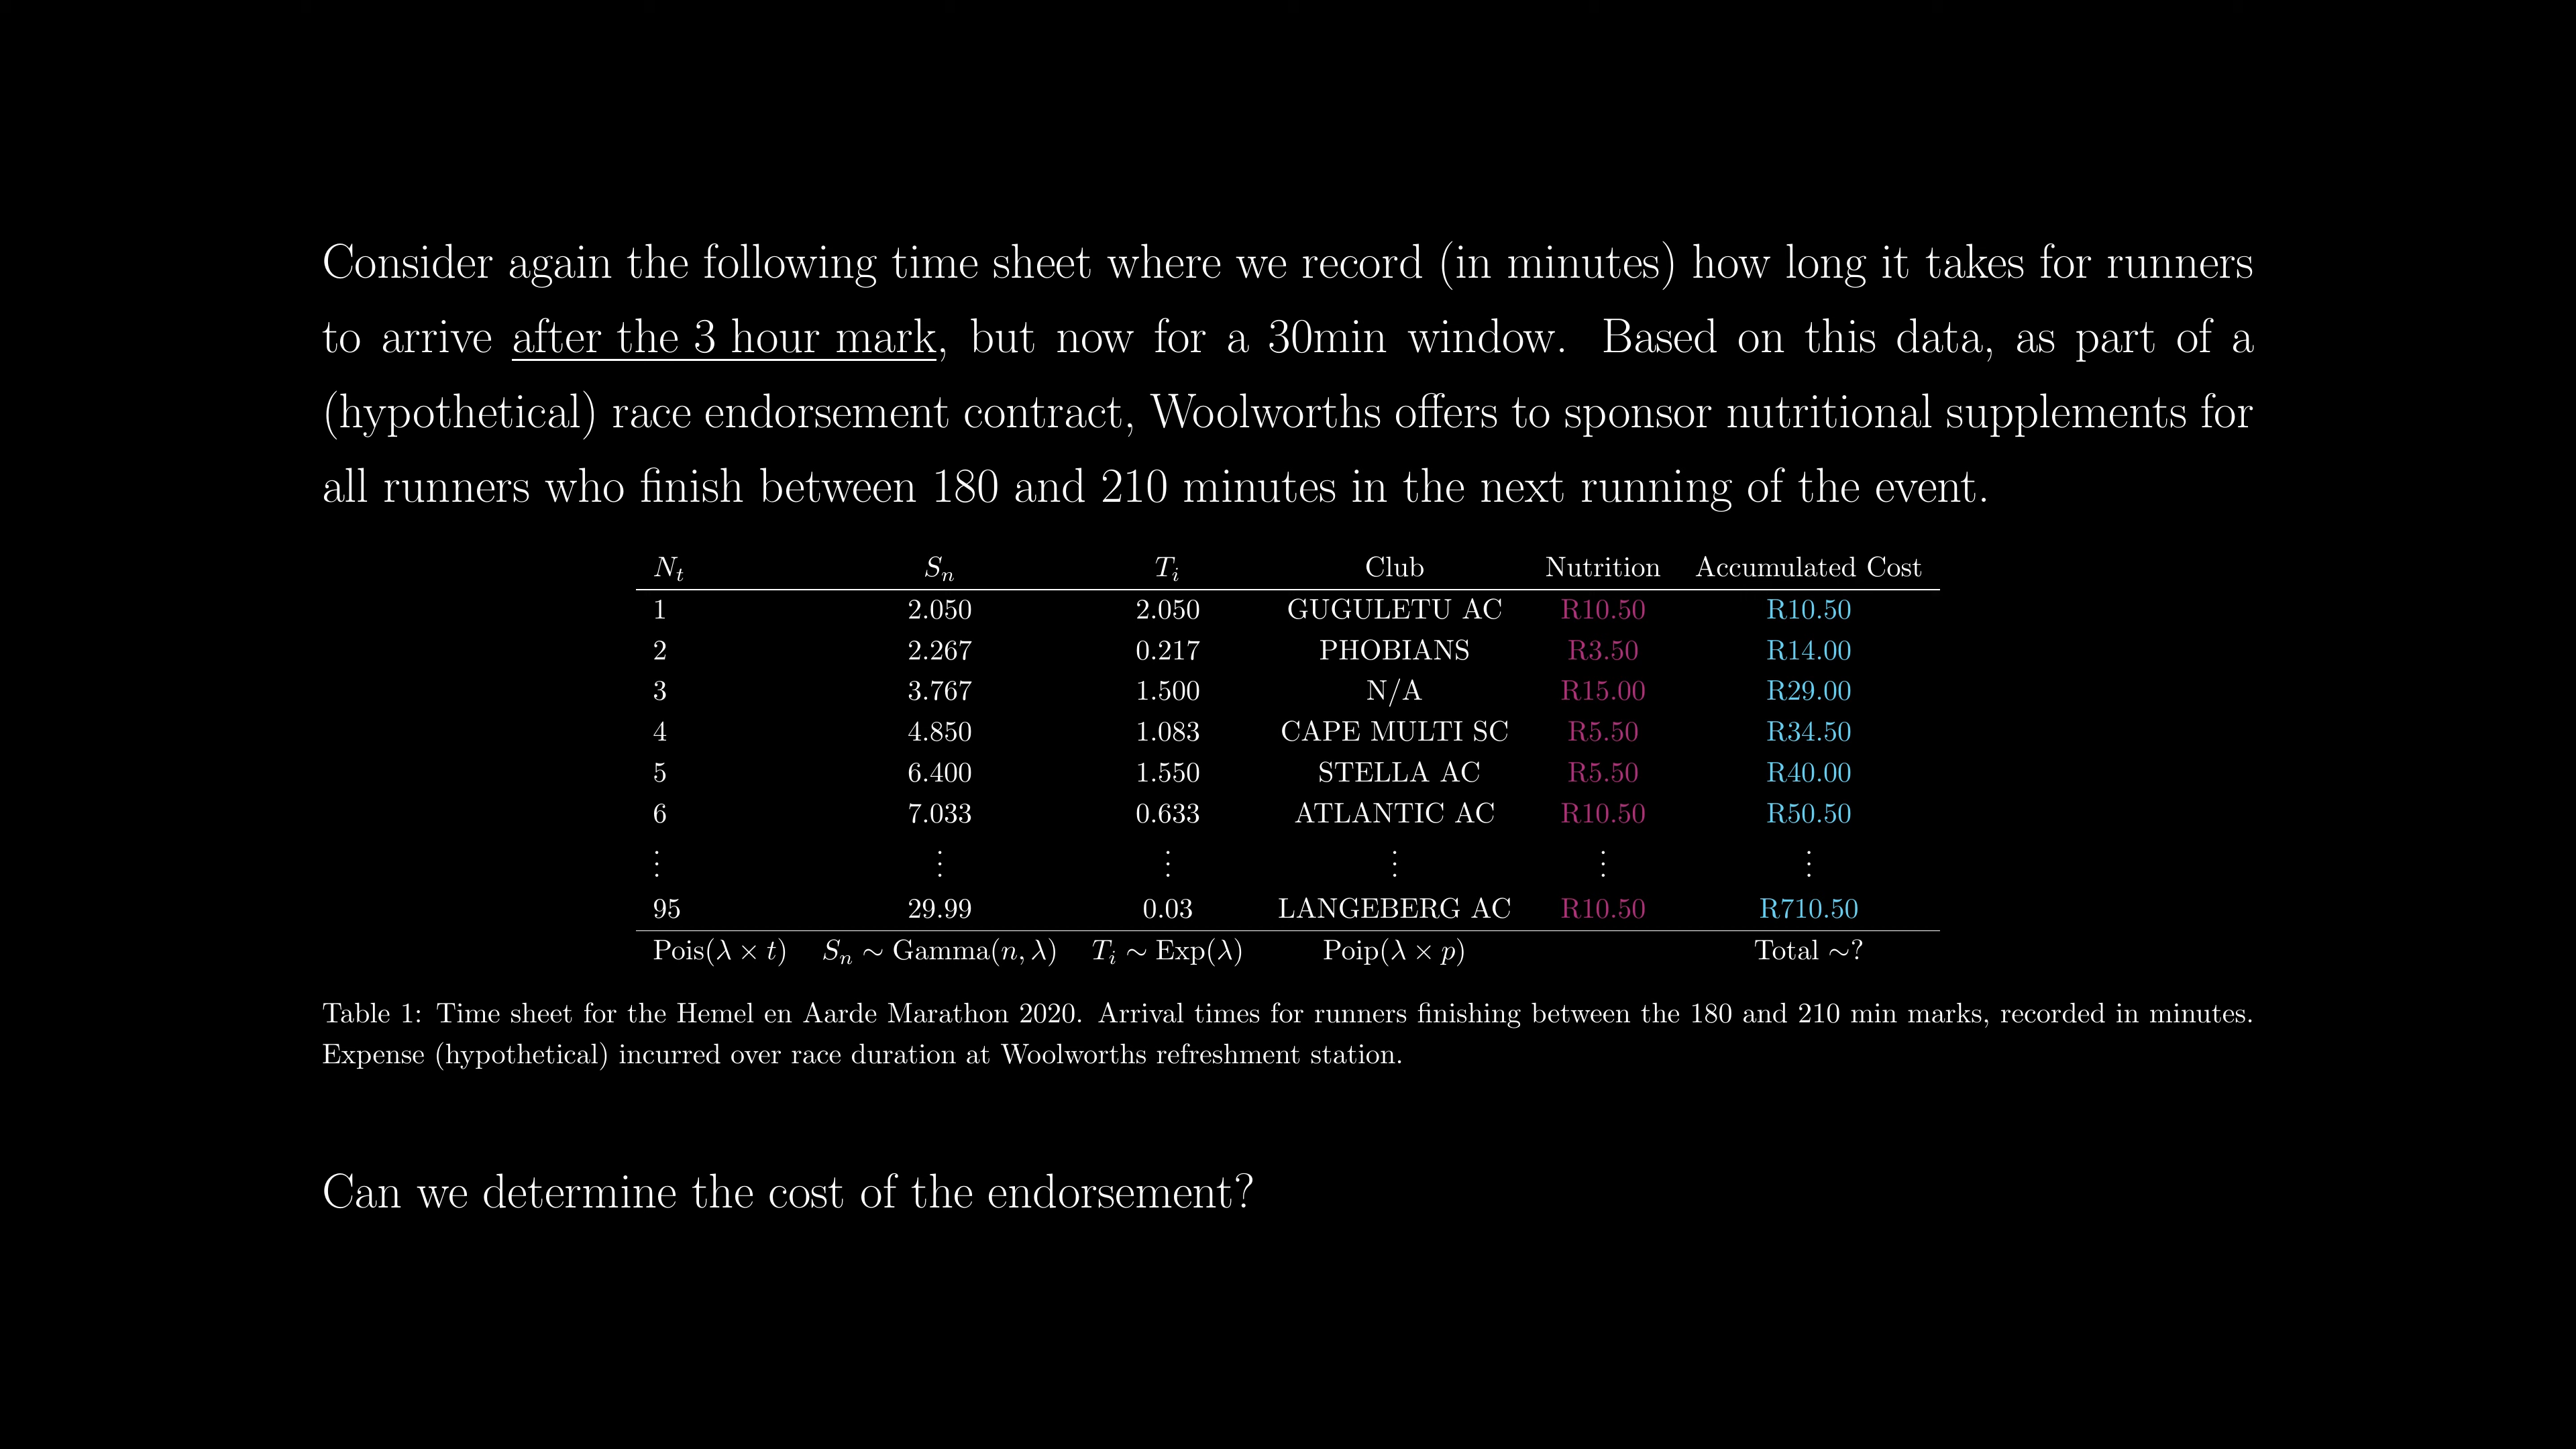 Consider again the following time sheet where we record (in minutes) how long it takes for runners
to arrive after the 3 hour mark, but now for a 30min window. Based on this data, as part of a
(hypothetical) race endorsement contract, Woolworths offers to sponsor nutritional supplements for
all runners who finish between 180 and 210 minutes in the next running of the event.
Nₜ Sₙ Tᵢ Club Nutrition Accumulated Cost
1 2.050 2.050 GUGULETU AC R10.50 R10.50
2 2.267 0.217 PHOBIANS R3.50 R14.00
3 3.767 1.500 N/A R15.00 R29.00
4 4.850 1.083 CAPE MULTI SC R5.50 R34.50
5 6.400 1.550 STELLA AC R5.50 R40.00
6 7.033 0.633 ATLANTIC AC R10.50 R50.50
⋮ ⋮ ⋮ ⋮ ⋮ ⋮
95 29.99 0.03 LANGEBERG AC R10.50 R710.50
Pois(λ × t) Sₙ ∼ Gamma(n, λ) Tᵢ ∼ Exp(λ) Poip(λ × p) Total ∼?
Table 1: Time sheet for the Hemel en Aarde Marathon 2020. Arrival times for runners finishing between the 180 and 210 min marks, recorded in minutes.
Expense (hypothetical) incurred over race duration at Woolworths refreshment station.
Can we determine the cost of the endorsement?